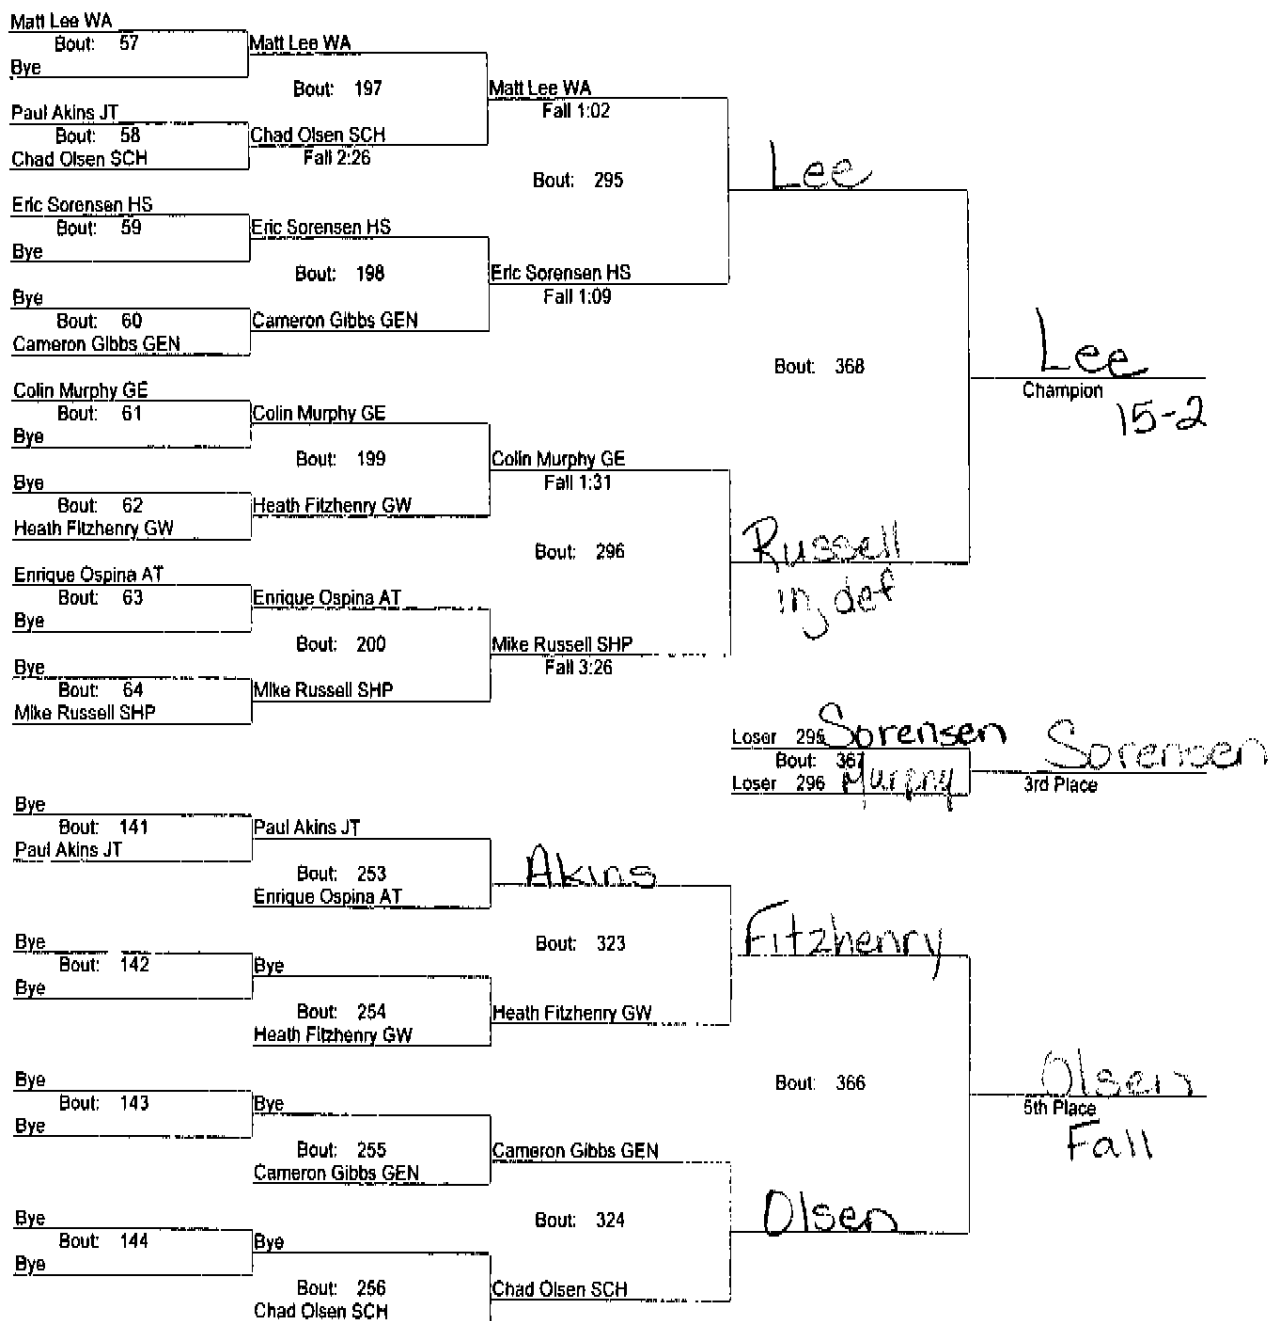 Matt Lee WA
Bout: 57
Bye
Matt Lee WA
Bout: 197
Paul Akins JT
Bout: 58
Chad Olsen SCH
Chad Olsen SCH
Fall 2:26
Matt Lee WA
Fall 1:02
Bout: 295
Eric Sorensen HS
Bout: 59
Bye
Eric Sorensen HS
Bout: 198
Bye
Bout: 60
Cameron Gibbs GEN
Cameron Gibbs GEN
Eric Sorensen HS
Fall 1:09
Lee
Bout: 368
Lee
Champion
15-2
Colin Murphy GE
Bout: 61
Bye
Colin Murphy GE
Bout: 199
Bye
Bout: 62
Heath Fitzhenry GW
Heath Fitzhenry GW
Colin Murphy GE
Fall 1:31
Bout: 296
Enrique Ospina AT
Bout: 63
Bye
Enrique Ospina AT
Bout: 200
Bye
Bout: 64
Mike Russell SHP
Mike Russell SHP
Mike Russell SHP
Fall 3:26
Russell
inj def
Loser 295 Sorensen
Bout: 367
Loser 296 Murphy
Sorensen
3rd Place
Bye
Bout: 141
Paul Akins JT
Paul Akins JT
Bout: 253
Enrique Ospina AT
Akins
Bout: 323
Bye
Bout: 142
Bye
Bye
Bout: 254
Heath Fitzhenry GW
Heath Fitzhenry GW
Fitzhenry
Bout: 366
Olsen
5th Place
Fall
Bye
Bout: 143
Bye
Bye
Bout: 255
Cameron Gibbs GEN
Cameron Gibbs GEN
Bout: 324
Olsen
Bye
Bout: 144
Bye
Bye
Bout: 256
Chad Olsen SCH
Chad Olsen SCH